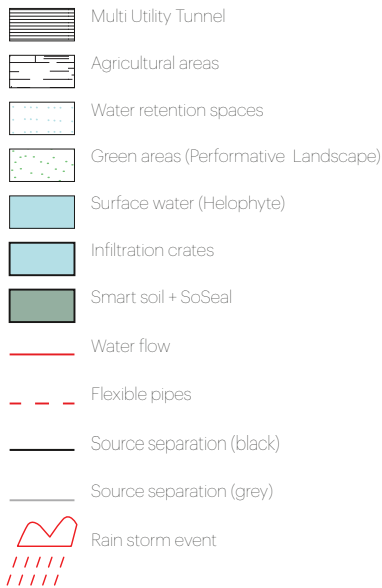 Multi Utility Tunnel
Agricultural areas
Water retention spaces
Green areas (Performative Landscape)
Surface water (Helophyte)
Infiltration crates
Smart soil + SoSeal
Water flow
Flexible pipes
Source separation (black)
Source separation (grey)
Rain storm event